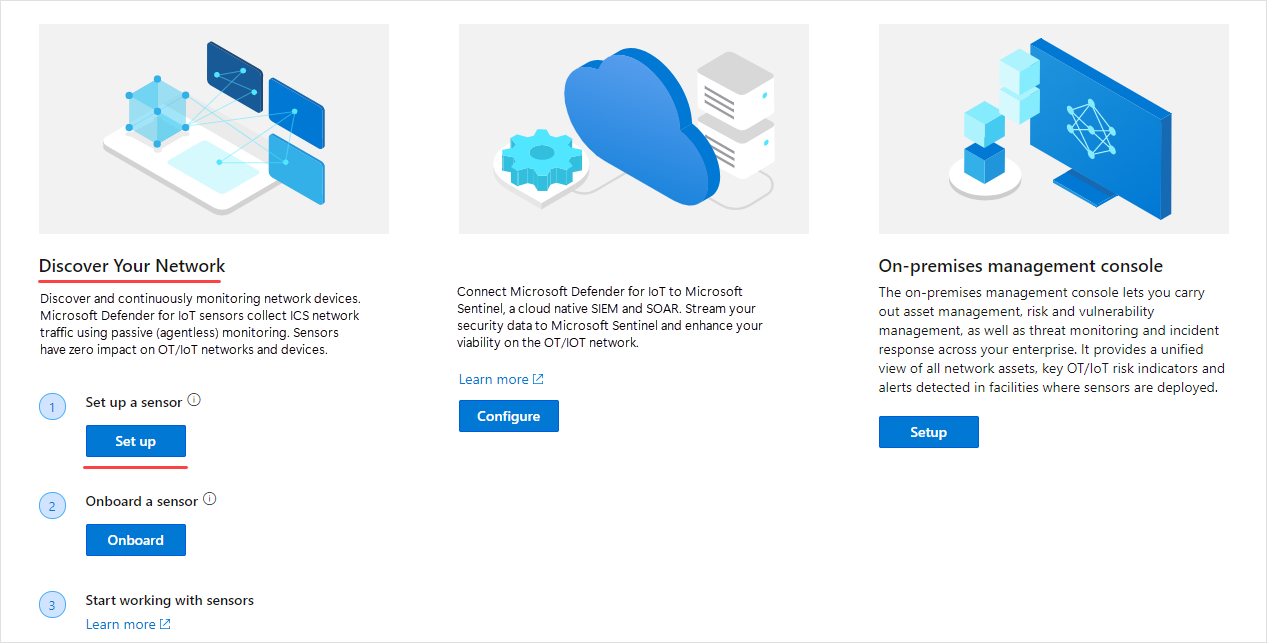 Discover Your Network
Discover and continuously monitoring network devices.
Microsoft Defender for IoT sensors collect ICS network
traffic using passive (agentless) monitoring. Sensors
have zero impact on OT/IoT networks and devices.
1
Set up a sensor
Set up
2
Onboard a sensor
Onboard
3
Start working with sensors
Learn more
Connect Microsoft Defender for IoT to Microsoft
Sentinel, a cloud native SIEM and SOAR. Stream your
security data to Microsoft Sentinel and enhance your
viability on the OT/IOT network.
Learn more
Configure
On-premises management console
The on-premises management console lets you carry
out asset management, risk and vulnerability
management, as well as threat monitoring and incident
response across your enterprise. It provides a unified
view of all network assets, key OT/IoT risk indicators and
alerts detected in facilities where sensors are deployed.
Setup